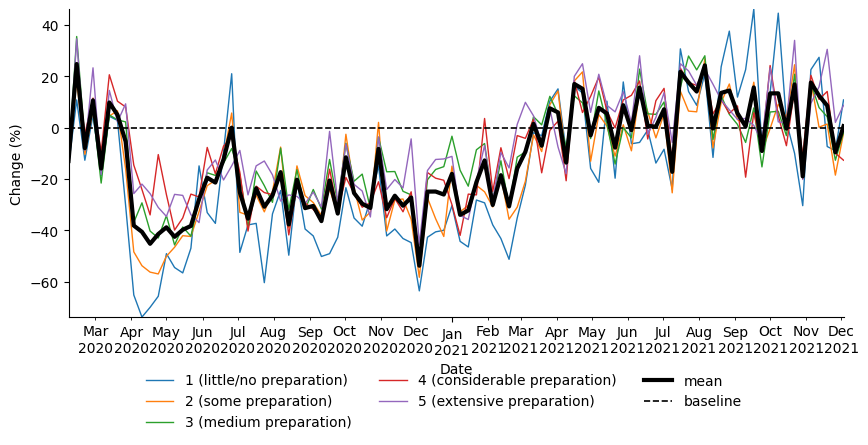 40
20
0
−20
−40
−60
Change (%)
Mar Apr May Jun Jul Aug Sep Oct Nov Dec Jan Feb Mar Apr May Jun Jul Aug Sep Oct Nov Dec
2020 2020 2020 2020 2020 2020 2020 2020 2020 2020 2021 2021 2021 2021 2021 2021 2021 2021 2021 2021 2021 2021
Date
1 (little/no preparation) 4 (considerable preparation) mean
2 (some preparation) 5 (extensive preparation) baseline
3 (medium preparation)